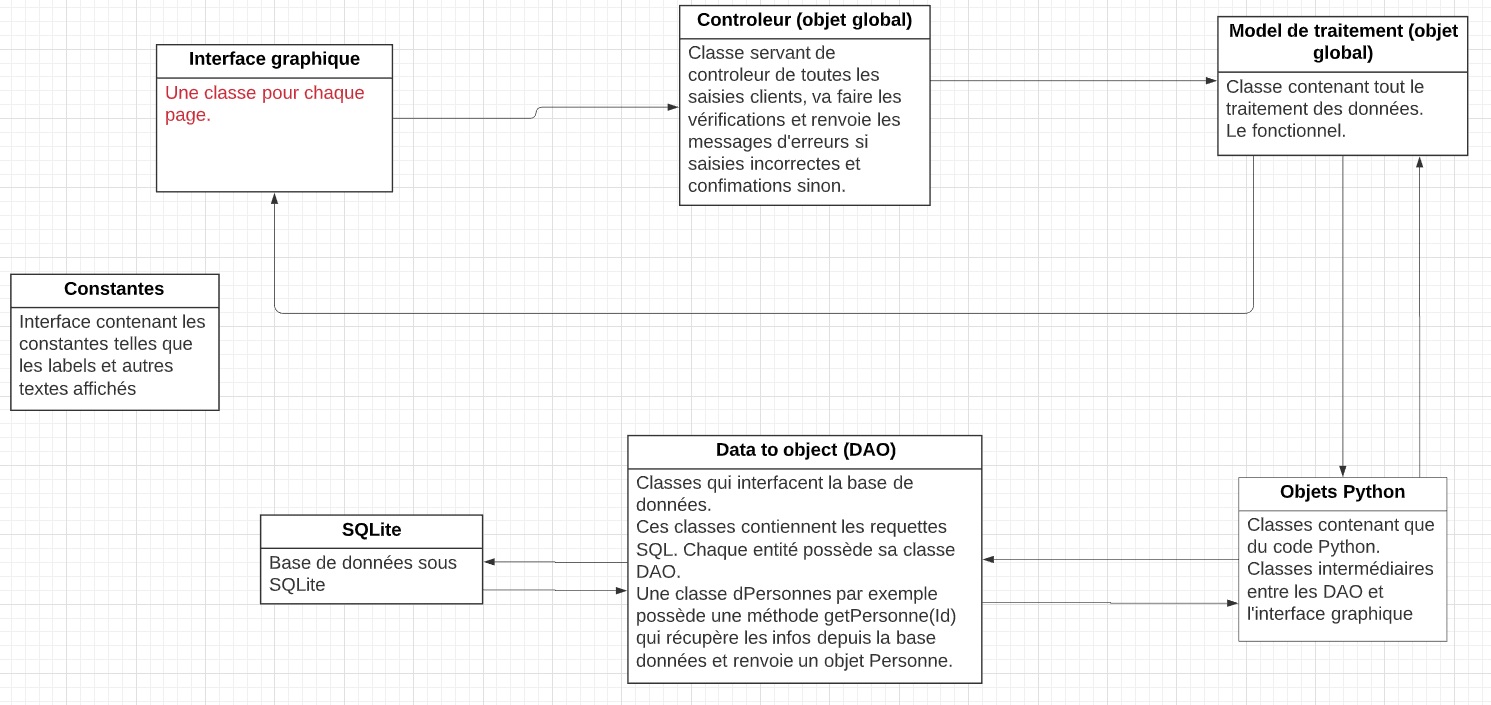 Interface graphique
Une classe pour chaque
page.
Controleur (objet global)
Classe servant de
controleur de toutes les
saisies clients, va faire les
vérifications et renvoie les
messages d'erreurs si
saisies incorrectes et
confimations sinon.
Model de traitement (objet
global)
Classe contenant tout le
traitement des données.
Le fonctionnel.
Constantes
Interface contenant les
constantes telles que
les labels et autres
textes affichés
SQLite
Base de données sous
SQLite
Data to object (DAO)
Classes qui interfacent la base de
données.
Ces classes contiennent les requettes
SQL. Chaque entité possède sa classe
DAO.
Une classe dPersonnes par exemple
possède une méthode getPersonne(Id)
qui récupère les infos depuis la base
données et renvoie un objet Personne.
Objets Python
Classes contenant que
du code Python.
Classes intermédiaires
entre les DAO et
l'interface graphique